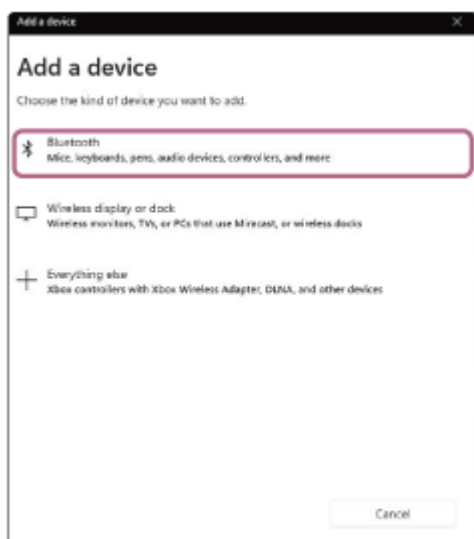 Add a device
Add a device
Choose the kind of device you want to add.
Bluetooth
Mice, keyboards, pens, audio devices, controllers, and more
Wireless display or dock
Wireless monitors, TVs, or PCs that use Miracast, or wireless docks
Everything else
Xbox controllers with Xbox Wireless Adapter, DLNA, and other devices
Cancel